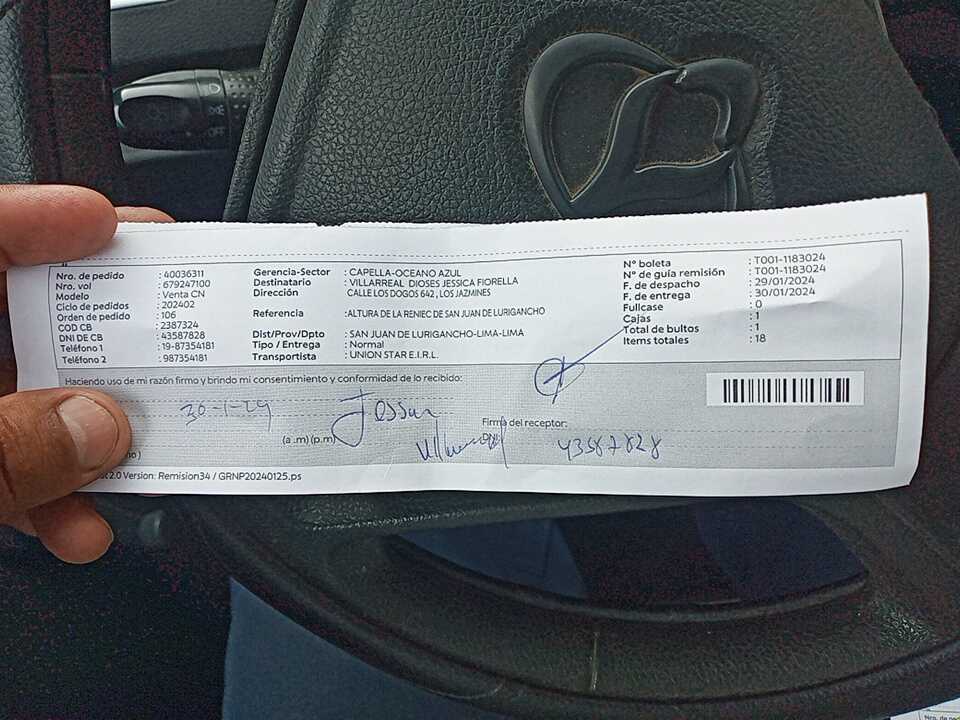 Nro. de pedido : 40036311
Nro. vol : 679247100
Modelo : Venta CN
Ciclo de pedidos : 202402
Orden de pedido : 106
COD CB : 2387324
DNI DE CB : 43587828
Teléfono 1 : 19-87354181
Teléfono 2 : 987354181
Gerencia-Sector : CAPELLA-OCEANO AZUL
Destinatario : VILLARREAL DIOSES JESSICA FIORELLA
Dirección CALLE LOS DOGOS 642 , LOS JAZMINES
Referencia :ALTURA DE LA RENIEC DE SAN JUAN DE LURIGANCHO
Dist/Prov/Dpto : SAN JUAN DE LURIGANCHO-LIMA-LIMA
Tipo / Entrega : Normal
Transportista : UNION STAR E.I.R.L.
N° boleta : T001-1183024
N° de guía remisión : T001-1183024
F. de despacho : 29/01/2024
F. de entrega : 30/01/2024
Fullcase : 0
Cajas : 1
Total de bultos : 1
Items totales : 18
Haciendo uso de mi razón firmo y brindo mi consentimiento y conformidad de lo recibido:
30-1-24
(a .m) (p.m)
Firma del receptor:
43587828
2.0 Version: Remision34 / GRNP20240125.ps
OFF